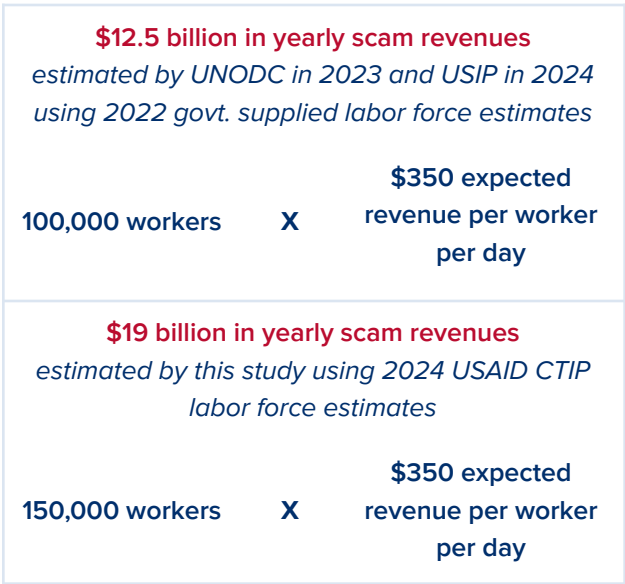 $12.5 billion in yearly scam revenues
estimated by UNODC in 2023 and USIP in 2024
using 2022 govt. supplied labor force estimates
100,000 workers X $350 expected
revenue per worker
per day
$19 billion in yearly scam revenues
estimated by this study using 2024 USAID CTIP
labor force estimates
150,000 workers X $350 expected
revenue per worker
per day